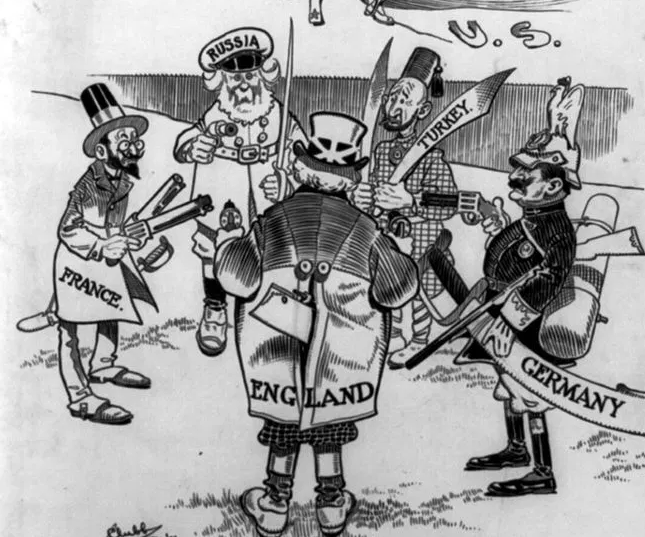 U.S.
RUSSIA
TURKEY.
FRANCE.
ENGLAND
GERMANY